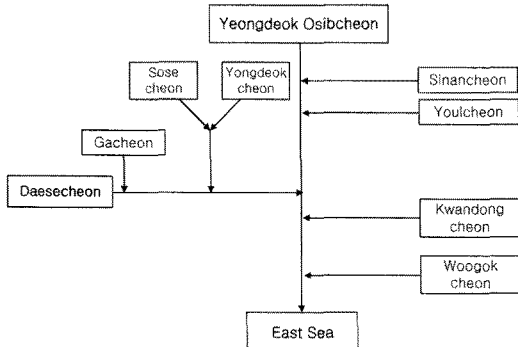 Yeongdeok Osibcheon
Sose
cheon
Yongdeok
cheon
Sinancheon
Youlcheon
Gacheon
Daesecheon
Kwandong
cheon
Woogok
cheon
East Sea